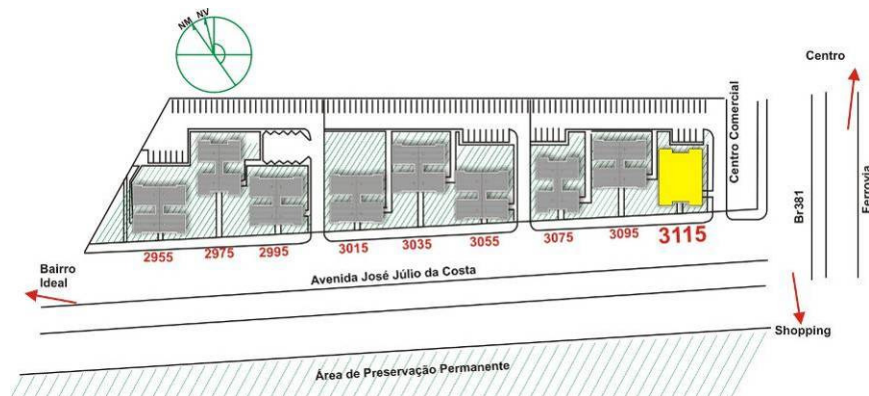 NM
NV
Centro
Centro Comercial
Br381
Ferrovia
2955
2975
2995
3015
3035
3055
3075
3095
3115
Bairro
Ideal
Avenida José Júlio da Costa
Shopping
Área de Preservação Permanente